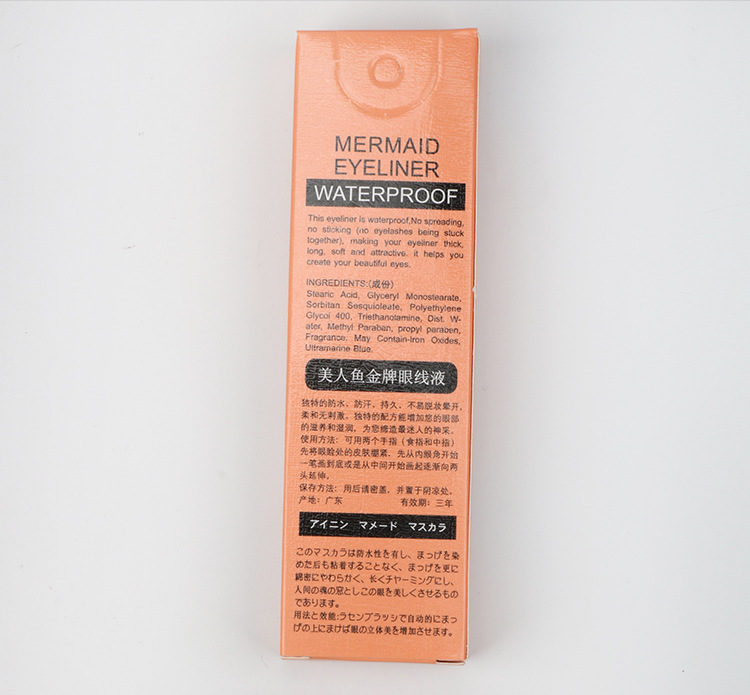 MERMAID
EYELINER
WATERPROOF
This eyeliner is waterproof,No spreading,
no sticking (no eyelashes being stuck
together), making your eyeliner thick,
long, soft and attractive. it helps you
create your beautiful eyes.
INGREDIENTS:(成份)
Stearic Acid, Glyceryl Monostearate,
Sorbitan Sesquioleate, Polyethylene
Glycol 400, Triethanolamine, Dist. W-
ater, Methyl Paraben, propyl paraben,
Fragrance. May Contain-Iron Oxides,
Ultramarine Blue.
美人鱼金牌眼线液
独特的防水、防汗、持久、不易脱妆晕开,
柔和无刺激。独特的配方能增加您的眼部
的滋养和湿润，为您缔造最迷人的神采。
使用方法：可用两个手指（食指和中指）
先将眼睑处的皮肤绷紧，先从内眼角开始
一笔画到底或是从中间开始画起逐渐向两
头延伸。
保存方法：用后请密盖，并置于阴凉处。
产地：广东 有效期：三年
アイニン マメード マスカラ
このマスカラは防水性を有し、まっげを染
めた后も粘着することなく、まっげを更に
綿密にやわらかく、長くチャーミングにし、
人间の魂の窓としこの眼を美しくさせるもの
であります。
用法と效能:ラセンブラッシで自动的にまっ
げの上にまけば眼の立体美を增加させます。